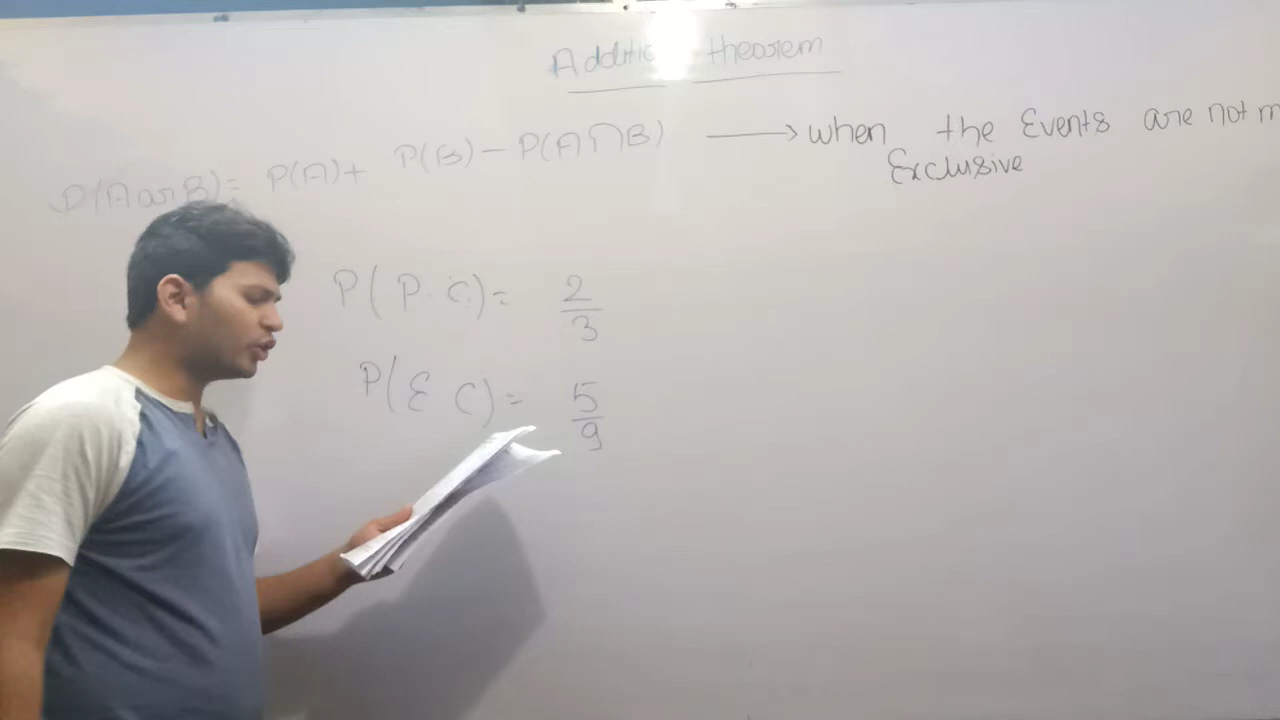 Addition theorem
P(A or B) = P(A) + P(B) - P(A∩B) ⟶ when the Events are not m
Exclusive
P( P. C) = 2/3
P( E C) = 5/9